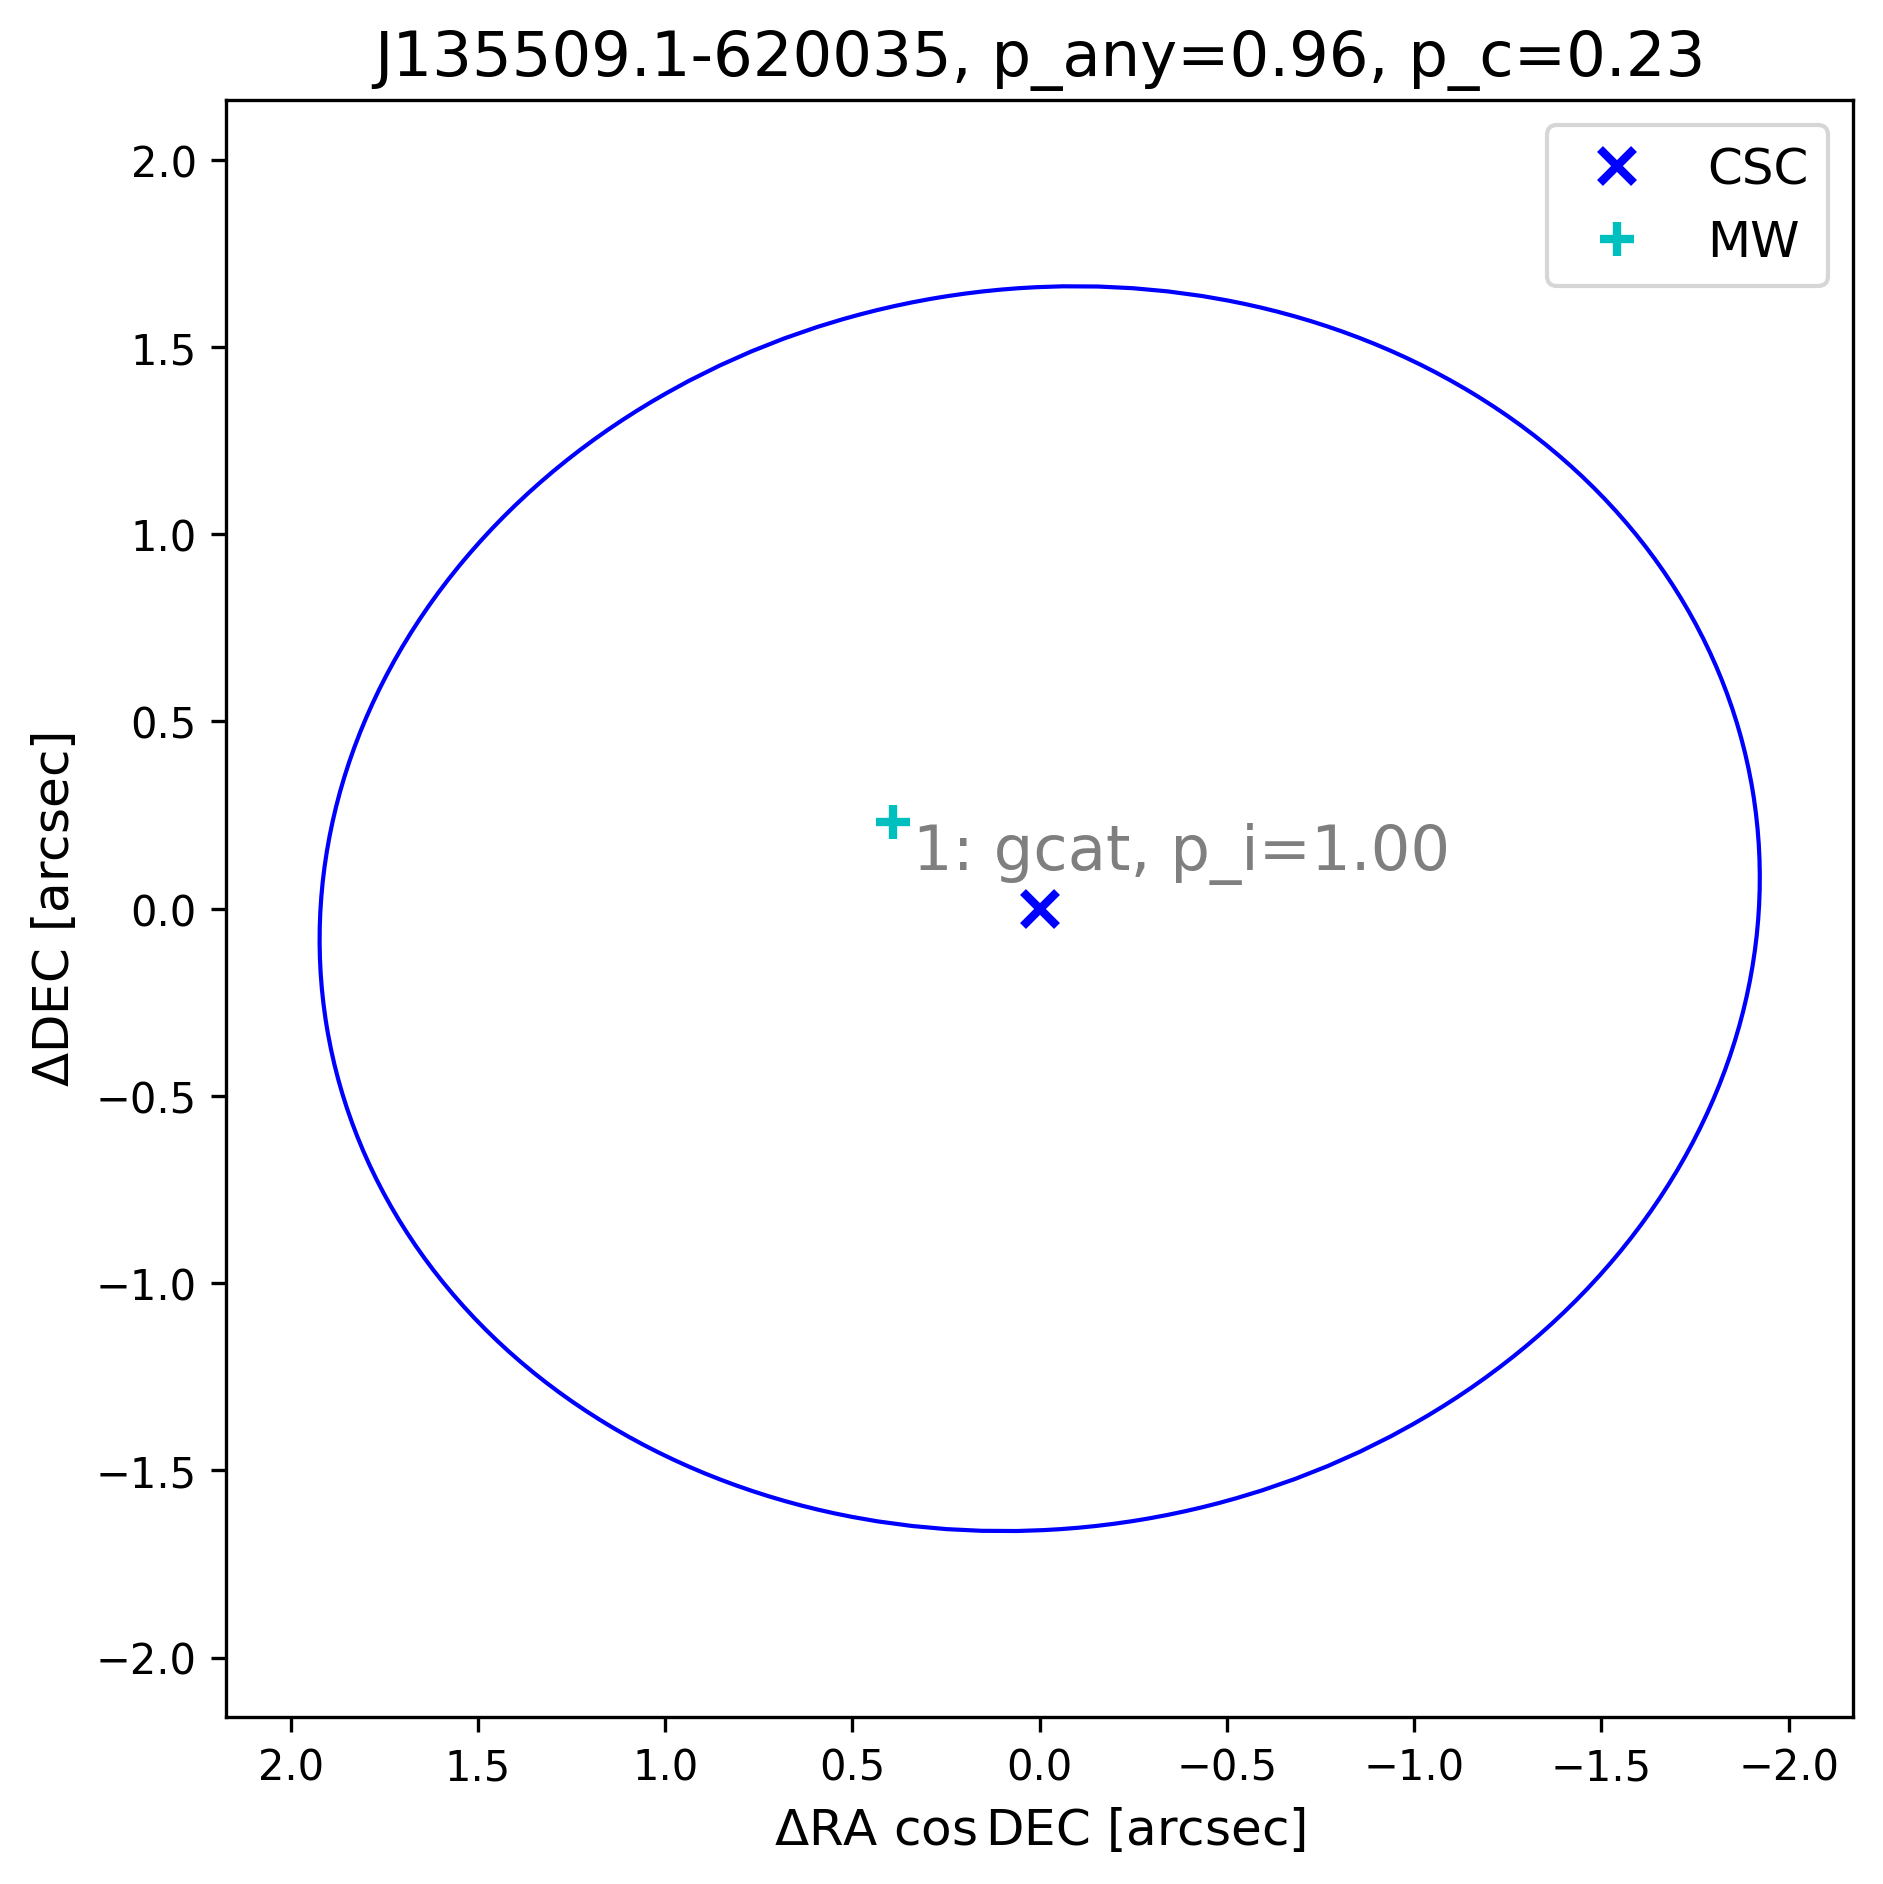 J135509.1-620035, p_any=0.96, p_c=0.23
CSC
MW
2.0
1.5
1.0
0.5
0.0
−0.5
−1.0
−1.5
−2.0
ΔDEC [arcsec]
1: gcat, p_i=1.00
2.0 1.5 1.0 0.5 0.0 −0.5 −1.0 −1.5 −2.0
ΔRA cos DEC [arcsec]